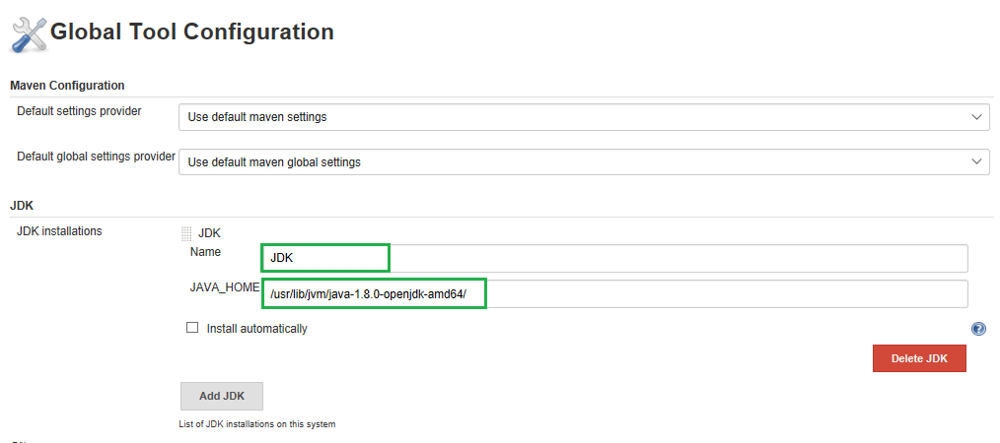 Global Tool Configuration
Maven Configuration
Default settings provider
Use default maven settings
Default global settings provider
Use default maven global settings
JDK
JDK installations
JDK
Name
JDK
JAVA_HOME
/usr/lib/jvm/java-1.8.0-openjdk-amd64/
Install automatically
?
Delete JDK
Add JDK
List of JDK installations on this system